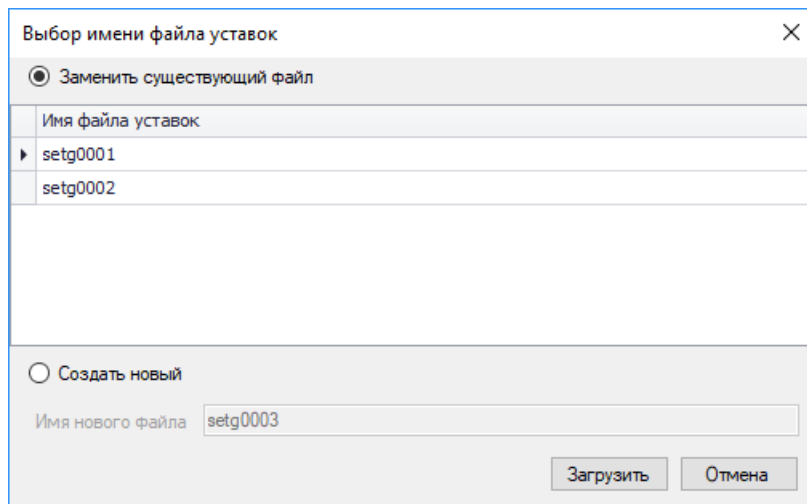 Выбор имени файла уставок
Заменить существующий файл
Имя файла уставок
setg0001
setg0002
Создать новый
Имя нового файла setg0003
Загрузить Отмена